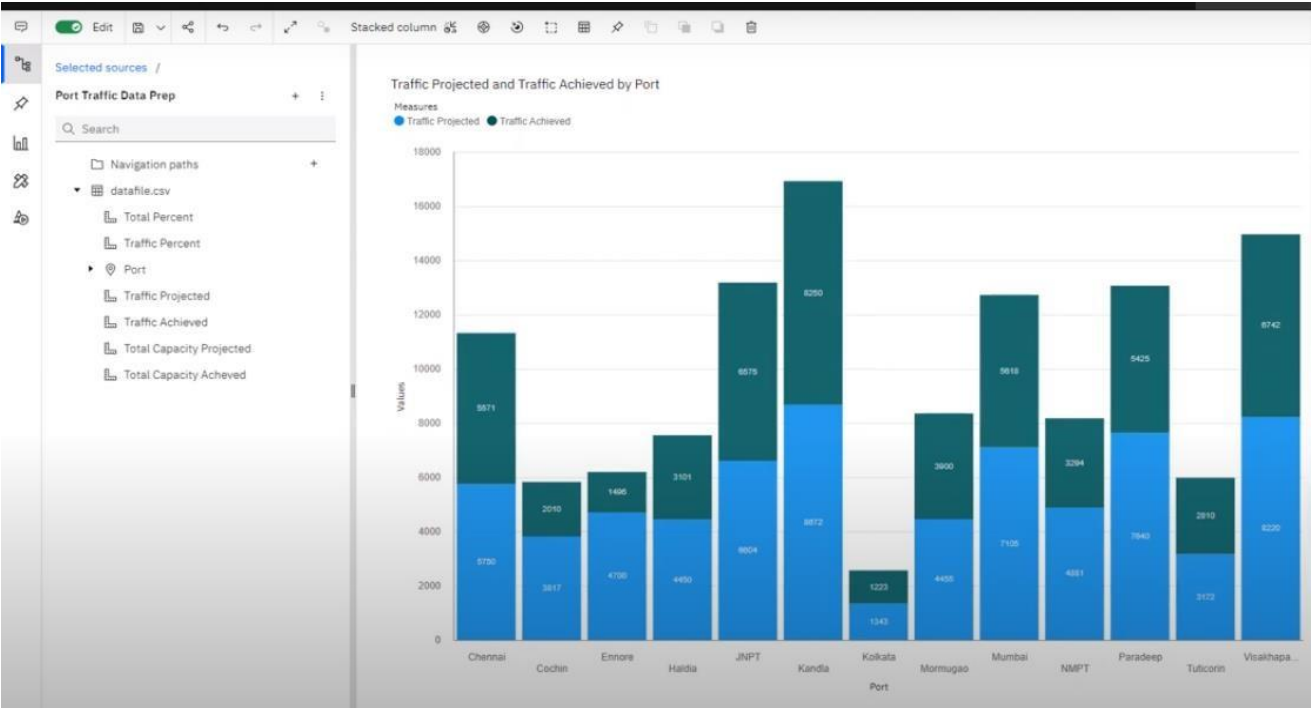 Edit
Stacked column
Selected sources /
Port Traffic Data Prep
Search
Navigation paths
datafile.csv
Total Percent
Traffic Percent
Port
Traffic Projected
Traffic Achieved
Total Capacity Projected
Total Capacity Acheved
Traffic Projected and Traffic Achieved by Port
Measures
Traffic Projected Traffic Achieved
18000
16000
14000
12000
10000
8000
6000
4000
2000
0
Values
5571
2010
1496
3101
6575
8250
1223
3900
5618
3294
5425
2810
6742
5750
3817
4700
4450
6604
1343
4455
7105
4881
3172
8220
Chennai
Cochin
Ennore
Haldia
JNPT
Kandla
Kolkata
Mormugao
Mumbai
NMPT
Paradeep
Tuticorin
Visakhapa...
Port